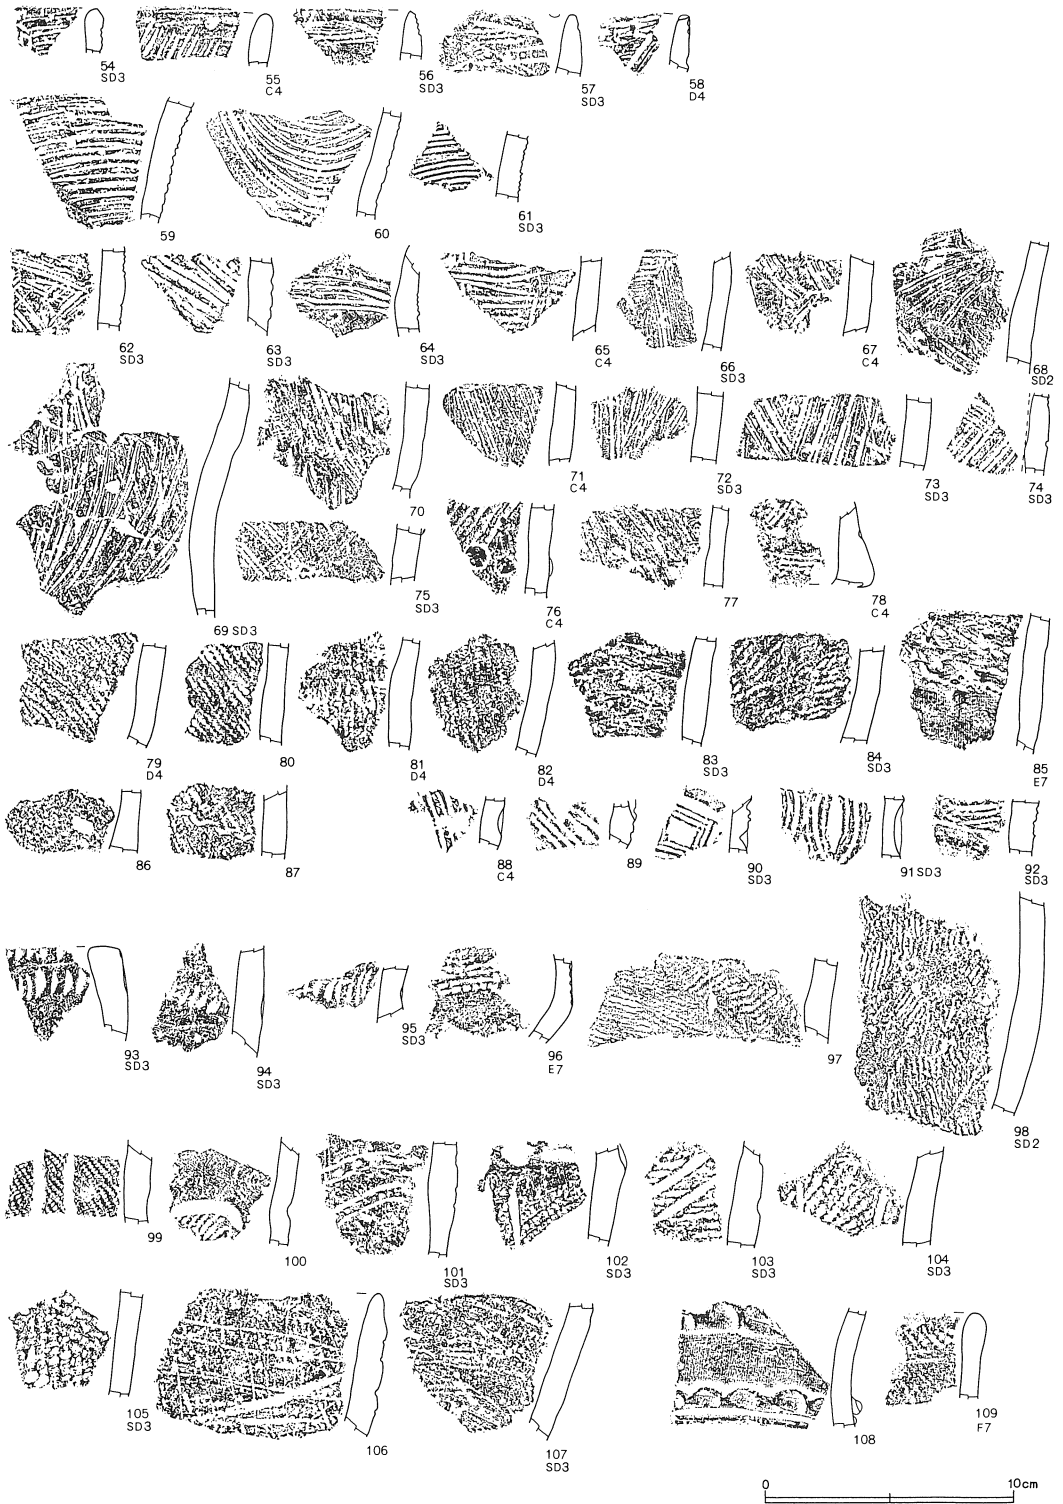 54
SD3
55
C4
56
SD3
57
SD3
58
D4
59
60
61
SD3
62
SD3
63
SD3
64
SD3
65
C4
66
SD3
67
C4
68
SD2
69 SD3
70
71
C4
72
SD3
73
SD3
74
SD3
75
SD3
76
C4
77
78
C4
79
D4
80
81
D4
82
D4
83
SD3
84
SD3
85
E7
86
87
88
C4
89
90
SD3
91 SD3
92
SD3
93
SD3
94
SD3
95
SD3
96
E7
97
98
SD2
99
100
101
SD3
102
SD3
103
SD3
104
SD3
105
SD3
106
107
SD3
108
109
F7
0 10cm